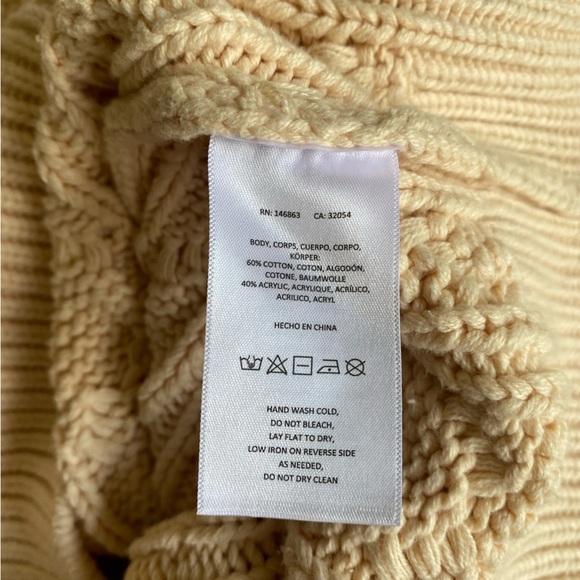 RN: 146863 CA: 32054
BODY, CORPS, CUERPO, CORPO,
KÖRPER:
60% COTTON, COTON, ALGODÓN,
COTONE, BAUMWOLLE
40% ACRYLIC, ACRYLIQUE, ACRÍLICO,
ACRILICO, ACRYL
HECHO EN CHINA
HAND WASH COLD,
DO NOT BLEACH,
LAY FLAT TO DRY,
LOW IRON ON REVERSE SIDE
AS NEEDED,
DO NOT DRY CLEAN